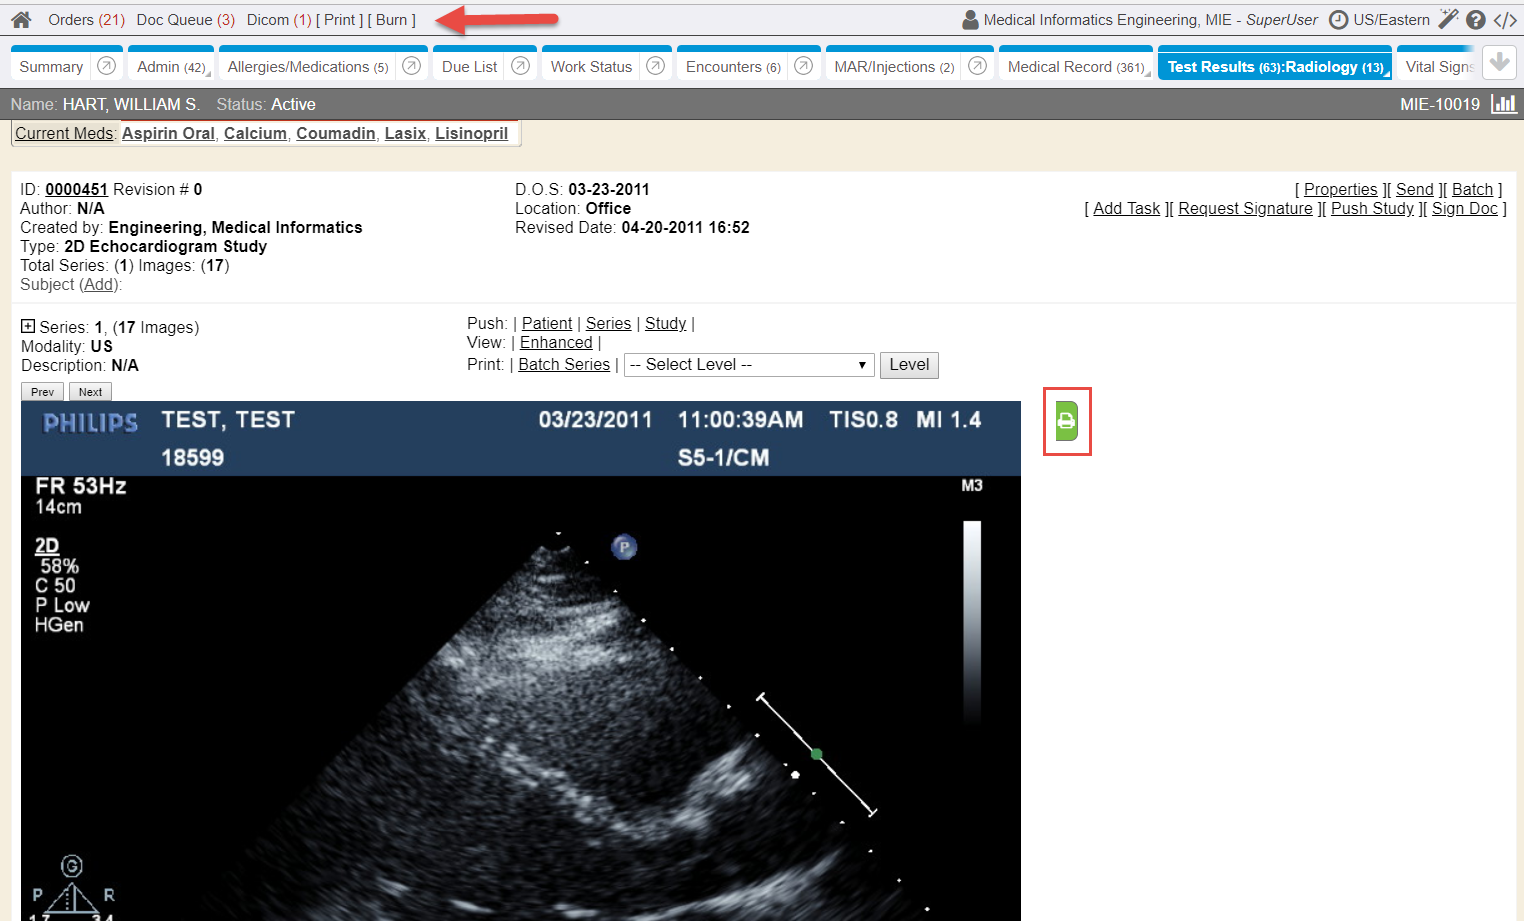 Orders (21) Doc Queue (3) Dicom (1) [ Print ] [ Burn ] Medical Informatics Engineering, MIE - SuperUser US/Eastern ? </>
Summary Admin (42) Allergies/Medications (5) Due List Work Status Encounters (6) MAR/Injections (2) Medical Record (361) Test Results (63):Radiology (13) Vital Signs
Name: HART, WILLIAM S. Status: Active MIE-10019
Current Meds: Aspirin Oral, Calcium, Coumadin, Lasix, Lisinopril
ID: 0000451 Revision # 0 D.O.S: 03-23-2011 [ Properties ][ Send ][ Batch ]
Author: N/A Location: Office [ Add Task ][ Request Signature ][ Push Study ][ Sign Doc ]
Created by: Engineering, Medical Informatics Revised Date: 04-20-2011 16:52
Type: 2D Echocardiogram Study
Total Series: (1) Images: (17)
Subject (Add):
Series: 1, (17 Images) Push: | Patient | Series | Study |
Modality: US View: | Enhanced |
Description: N/A Print: | Batch Series | -- Select Level -- Level
Prev Next
PHILIPS TEST, TEST 03/23/2011 11:00:39AM TIS0.8 MI 1.4
18599 S5-1/CM
FR 53Hz M3
14cm
2D P
58%
C 50
P Low
HGen
G
P R
1.7 3.4